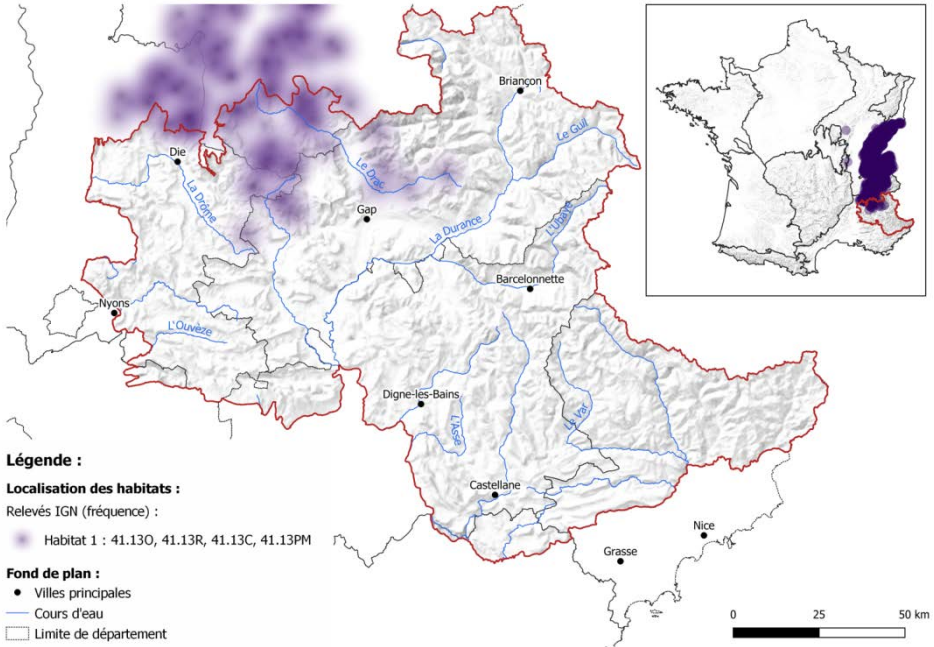 Briançon
Le Guil
Die
Le Drac
La Drôme
Gap
La Durance
L'Ubaye
Barcelonnette
Nyons
L'Ouvèze
Digne-les-Bains
L'Asse
Le Var
Castellane
Nice
Grasse
Légende :
Localisation des habitats :
Relevés IGN (fréquence) :
Habitat 1 : 41.13O, 41.13R, 41.13C, 41.13PM
Fond de plan :
Villes principales
Cours d'eau
Limite de département
0 25 50 km